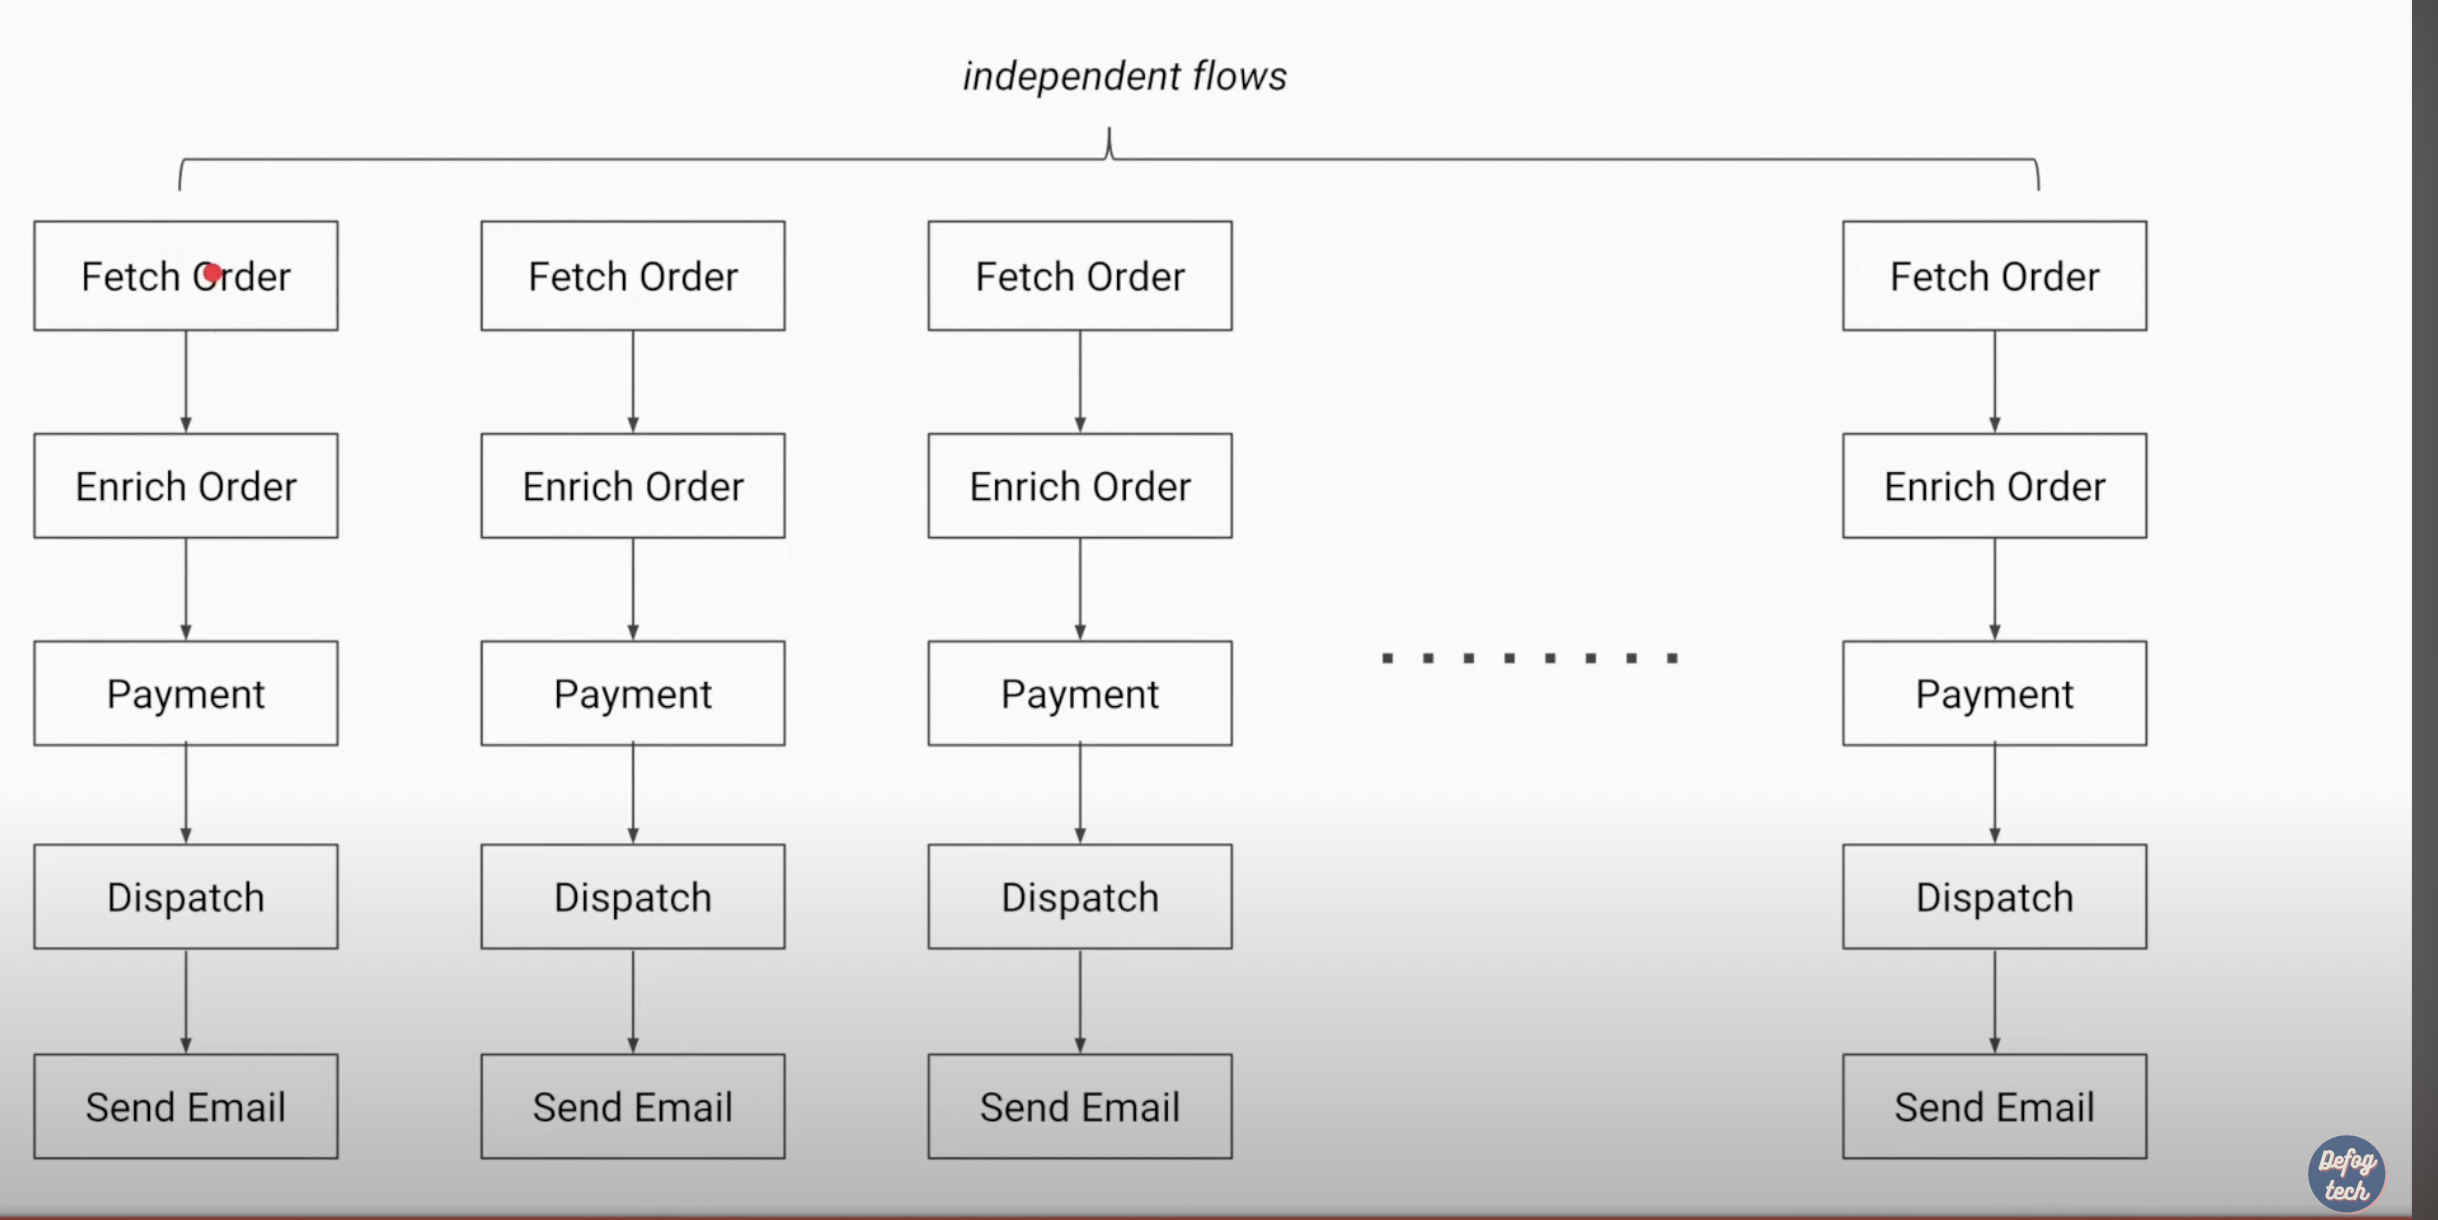 independent flows
Fetch Order
Fetch Order
Fetch Order
Fetch Order
Enrich Order
Enrich Order
Enrich Order
Enrich Order
Payment
Payment
Payment
Payment
Dispatch
Dispatch
Dispatch
Dispatch
Send Email
Send Email
Send Email
Send Email
Defog
tech